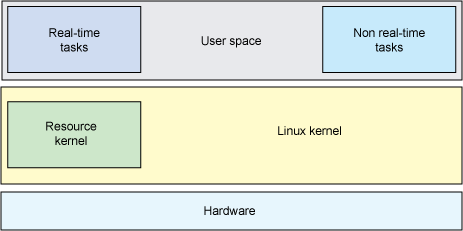 Real-time
tasks
User space
Non real-time
tasks
Resource
kernel
Linux kernel
Hardware